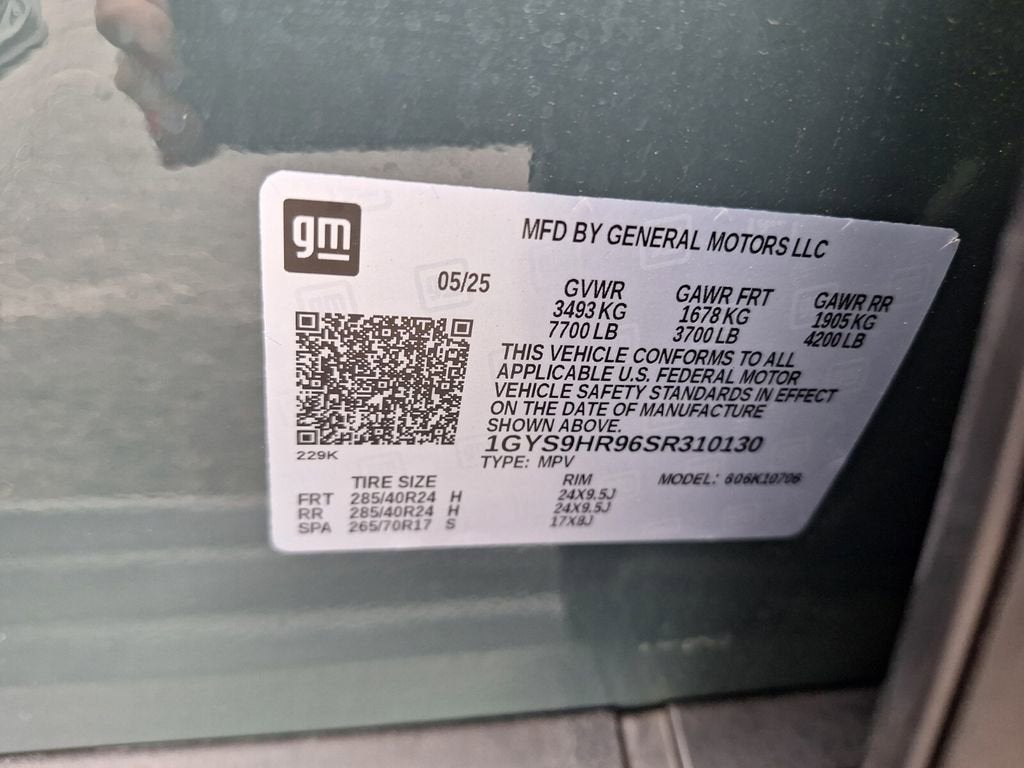 gm
MFD BY GENERAL MOTORS LLC
05/25
GVWR GAWR FRT GAWR RR
3493 KG 1678 KG 1905 KG
7700 LB 3700 LB 4200 LB
THIS VEHICLE CONFORMS TO ALL
APPLICABLE U.S. FEDERAL MOTOR
VEHICLE SAFETY STANDARDS IN EFFECT
ON THE DATE OF MANUFACTURE
SHOWN ABOVE.
1GYS9HR96SR310130
229K
TYPE: MPV
TIRE SIZE RIM MODEL:
FRT 285/40R24 H 24X9.5J
RR 285/40R24 H 24X9.5J
SPA 265/70R17 S 17X8J